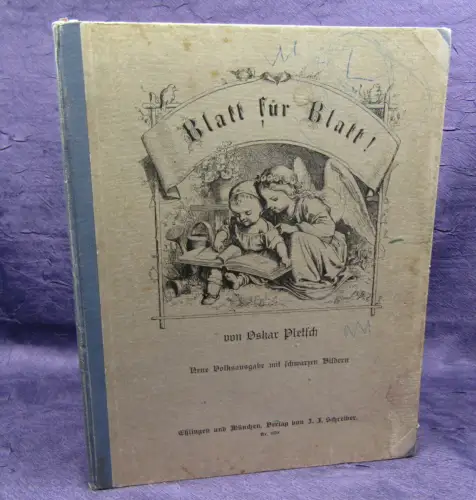 Blatt für Blatt!
von Oskar Pletsch
Neue Volksausgabe mit schwarzen Bildern
Eßlingen und München, Verlag von J. F. Schreiber.